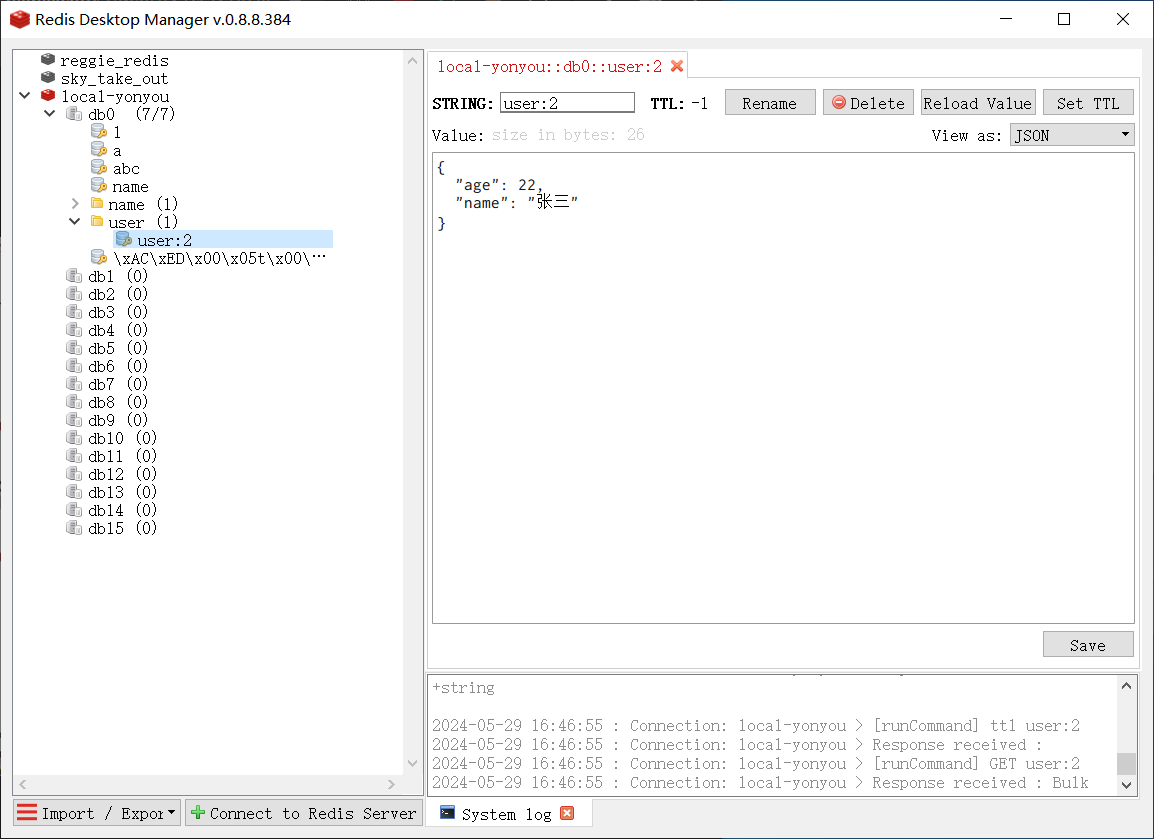 Redis Desktop Manager v.0.8.8.384
reggie_redis
sky_take_out
local-yonyou
db0 (7/7)
1
a
abc
name
name (1)
user (1)
user:2
\xAC\xED\x00\x05t\x00\…
db1 (0)
db2 (0)
db3 (0)
db4 (0)
db5 (0)
db6 (0)
db7 (0)
db8 (0)
db9 (0)
db10 (0)
db11 (0)
db12 (0)
db13 (0)
db14 (0)
db15 (0)
Import / Expor
Connect to Redis Server
local-yonyou::db0::user:2
STRING: user:2 TTL: -1 Rename Delete Reload Value Set TTL
Value: size in bytes: 26 View as: JSON
{
"age": 22,
"name": "张三"
}
Save
+string
2024-05-29 16:46:55 : Connection: local-yonyou > [runCommand] ttl user:2
2024-05-29 16:46:55 : Connection: local-yonyou > Response received :
2024-05-29 16:46:55 : Connection: local-yonyou > [runCommand] GET user:2
2024-05-29 16:46:55 : Connection: local-yonyou > Response received : Bulk
System log